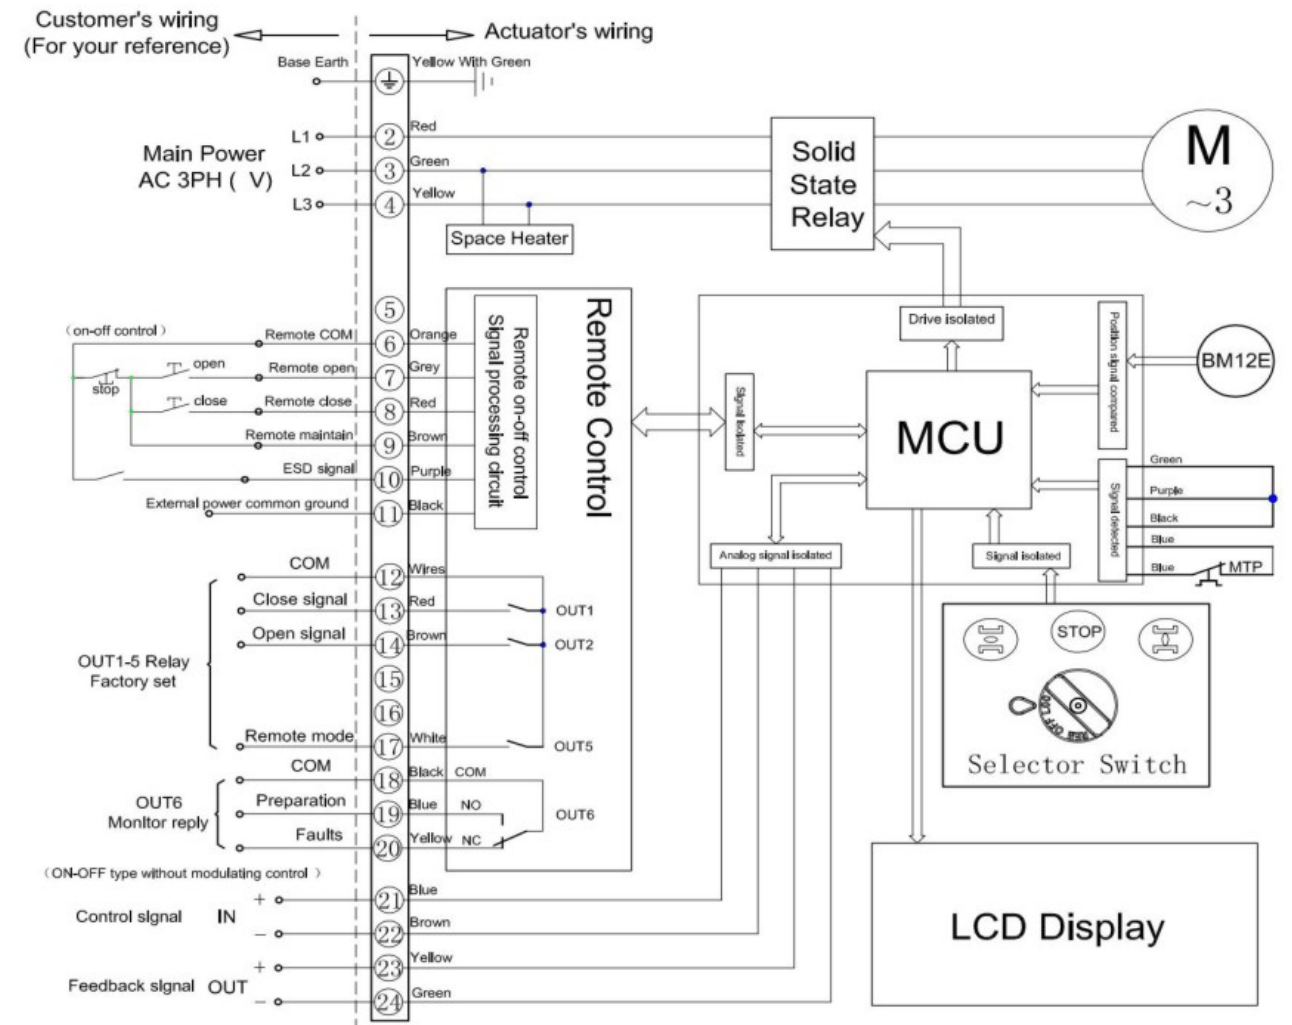 Customer's wiring
(For your reference)
Actuator's wiring
Base Earth
Yellow With Green
L1
2
Red
Main Power
AC 3PH (  V)
L2
3
Green
L3
4
Yellow
Space Heater
Solid
State
Relay
M
~3
5
(on-off control)
Remote COM
6
Orange
open
Remote open
7
Grey
stop
close
Remote close
8
Red
Remote maintain
9
Brown
ESD signal
10
Purple
External power common ground
11
Black
Remote on-off control
Signal processing circuit
Remote Control
Drive isolated
Signal isolated
MCU
Position signal compared
BM12E
Signal detected
Green
Purple
Black
Blue
Blue
MTP
Analog signal isolated
Signal isolated
COM
12
Wires
Close signal
13
Red
OUT1
Open signal
14
Brown
OUT2
OUT1-5 Relay
Factory set
15
16
Remote mode
17
White
OUT5
COM
18
Black
COM
OUT6
Monitor reply
Preparation
19
Blue
NO
OUT6
Faults
20
Yellow
NC
STOP
Selector Switch
(ON-OFF type without modulating control )
+
21
Blue
Control signal
IN
−
22
Brown
+
23
Yellow
Feedback signal
OUT
−
24
Green
LCD Display